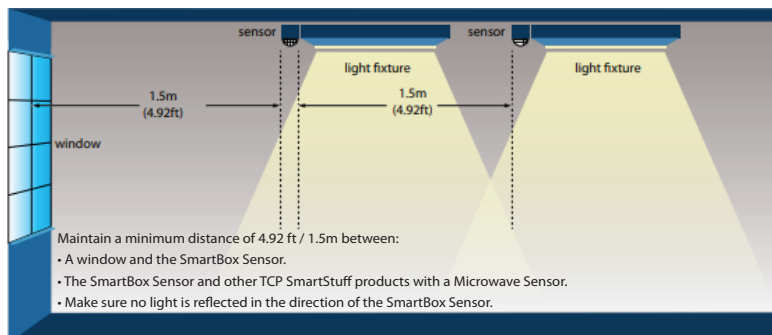 sensor
sensor
light fixture
light fixture
1.5m
(4.92ft)
1.5m
(4.92ft)
window
Maintain a minimum distance of 4.92 ft / 1.5m between:
• A window and the SmartBox Sensor.
• The SmartBox Sensor and other TCP SmartStuff products with a Microwave Sensor.
• Make sure no light is reflected in the direction of the SmartBox Sensor.